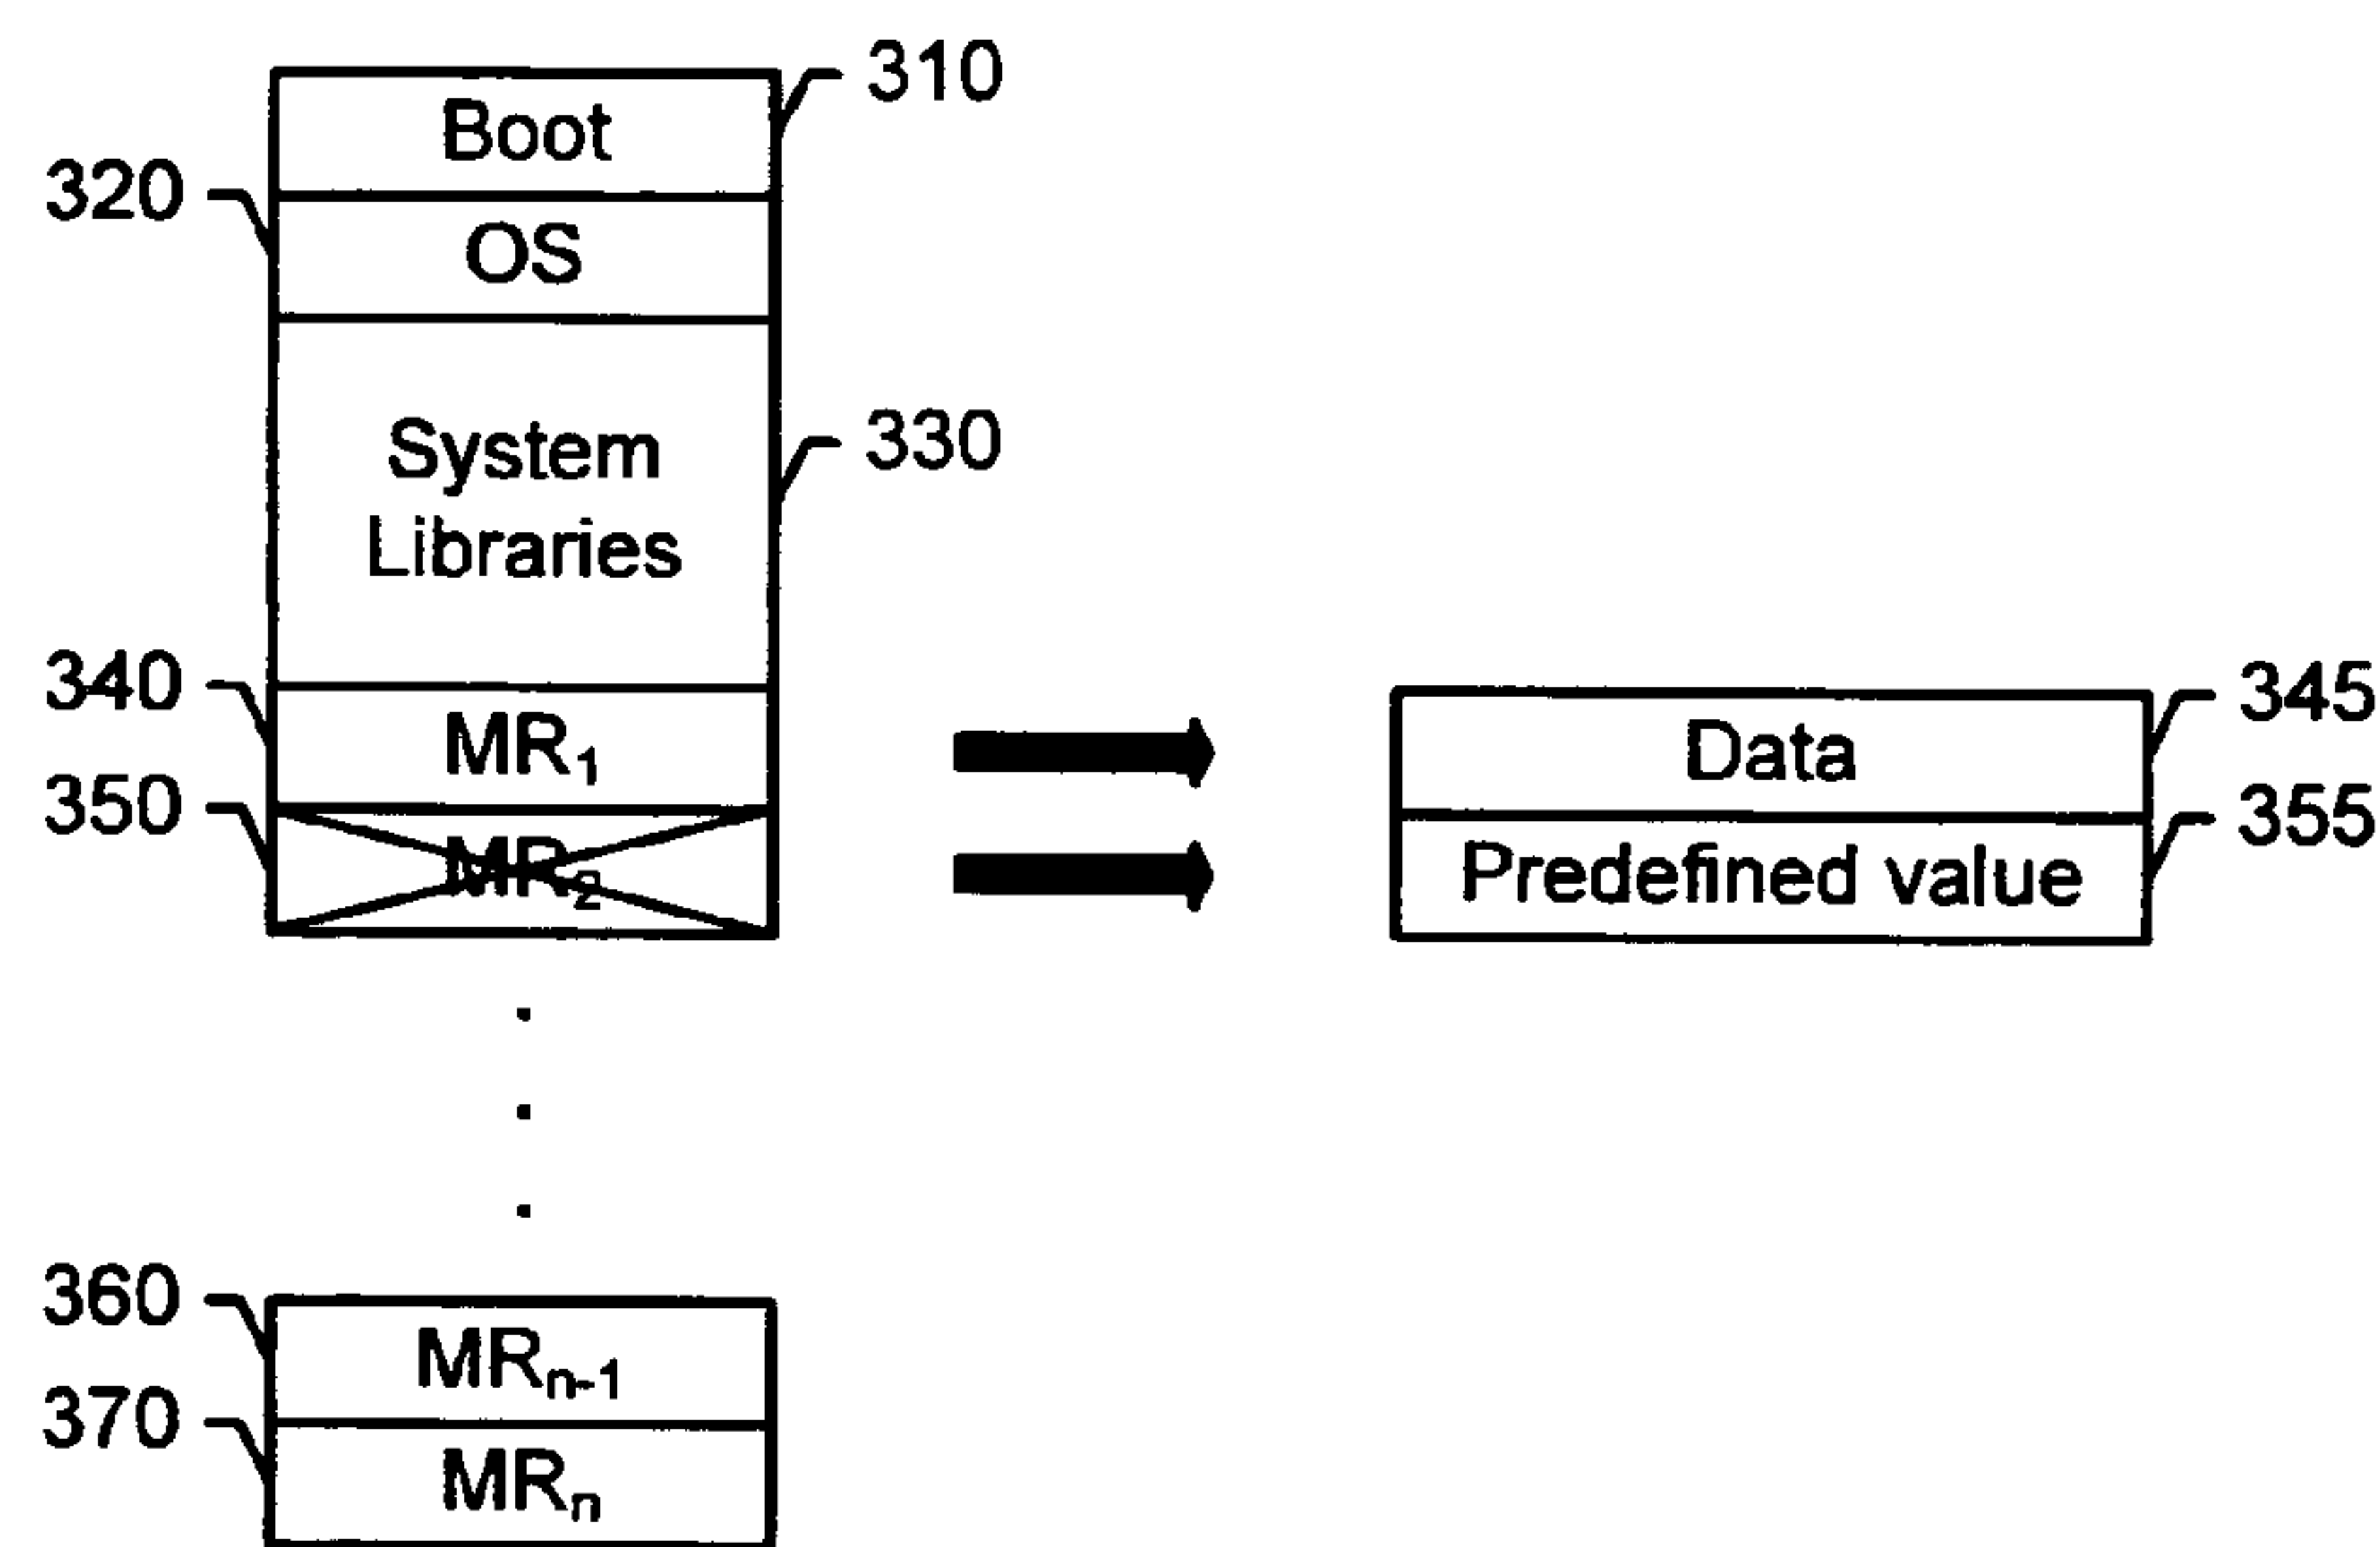 310
Boot
320
OS
System
Libraries
330
340
MR₁
345
Data
350
MR₂
355
Predefined value
360
MRₙ₋₁
370
MRₙ